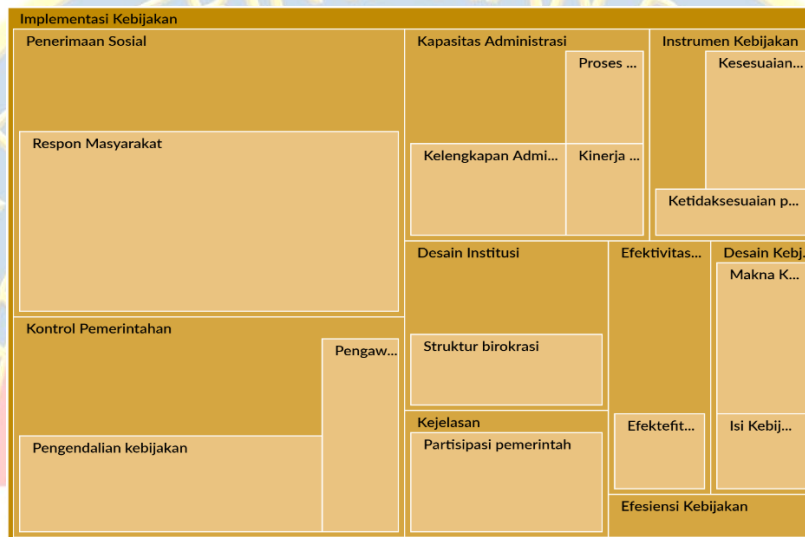 Implementasi Kebijakan
Penerimaan Sosial
Respon Masyarakat
Kontrol Pemerintahan
Pengaw...
Pengendalian kebijakan
Kapasitas Administrasi
Proses ...
Kelengkapan Admi...
Kinerja ...
Instrumen Kebijakan
Kesesuaian...
Ketidaksesuaian p...
Desain Institusi
Struktur birokrasi
Kejelasan
Partisipasi pemerintah
Efektivitas...
Efektefit...
Desain Kebj..
Makna K...
Isi Kebij...
Efesiensi Kebijakan